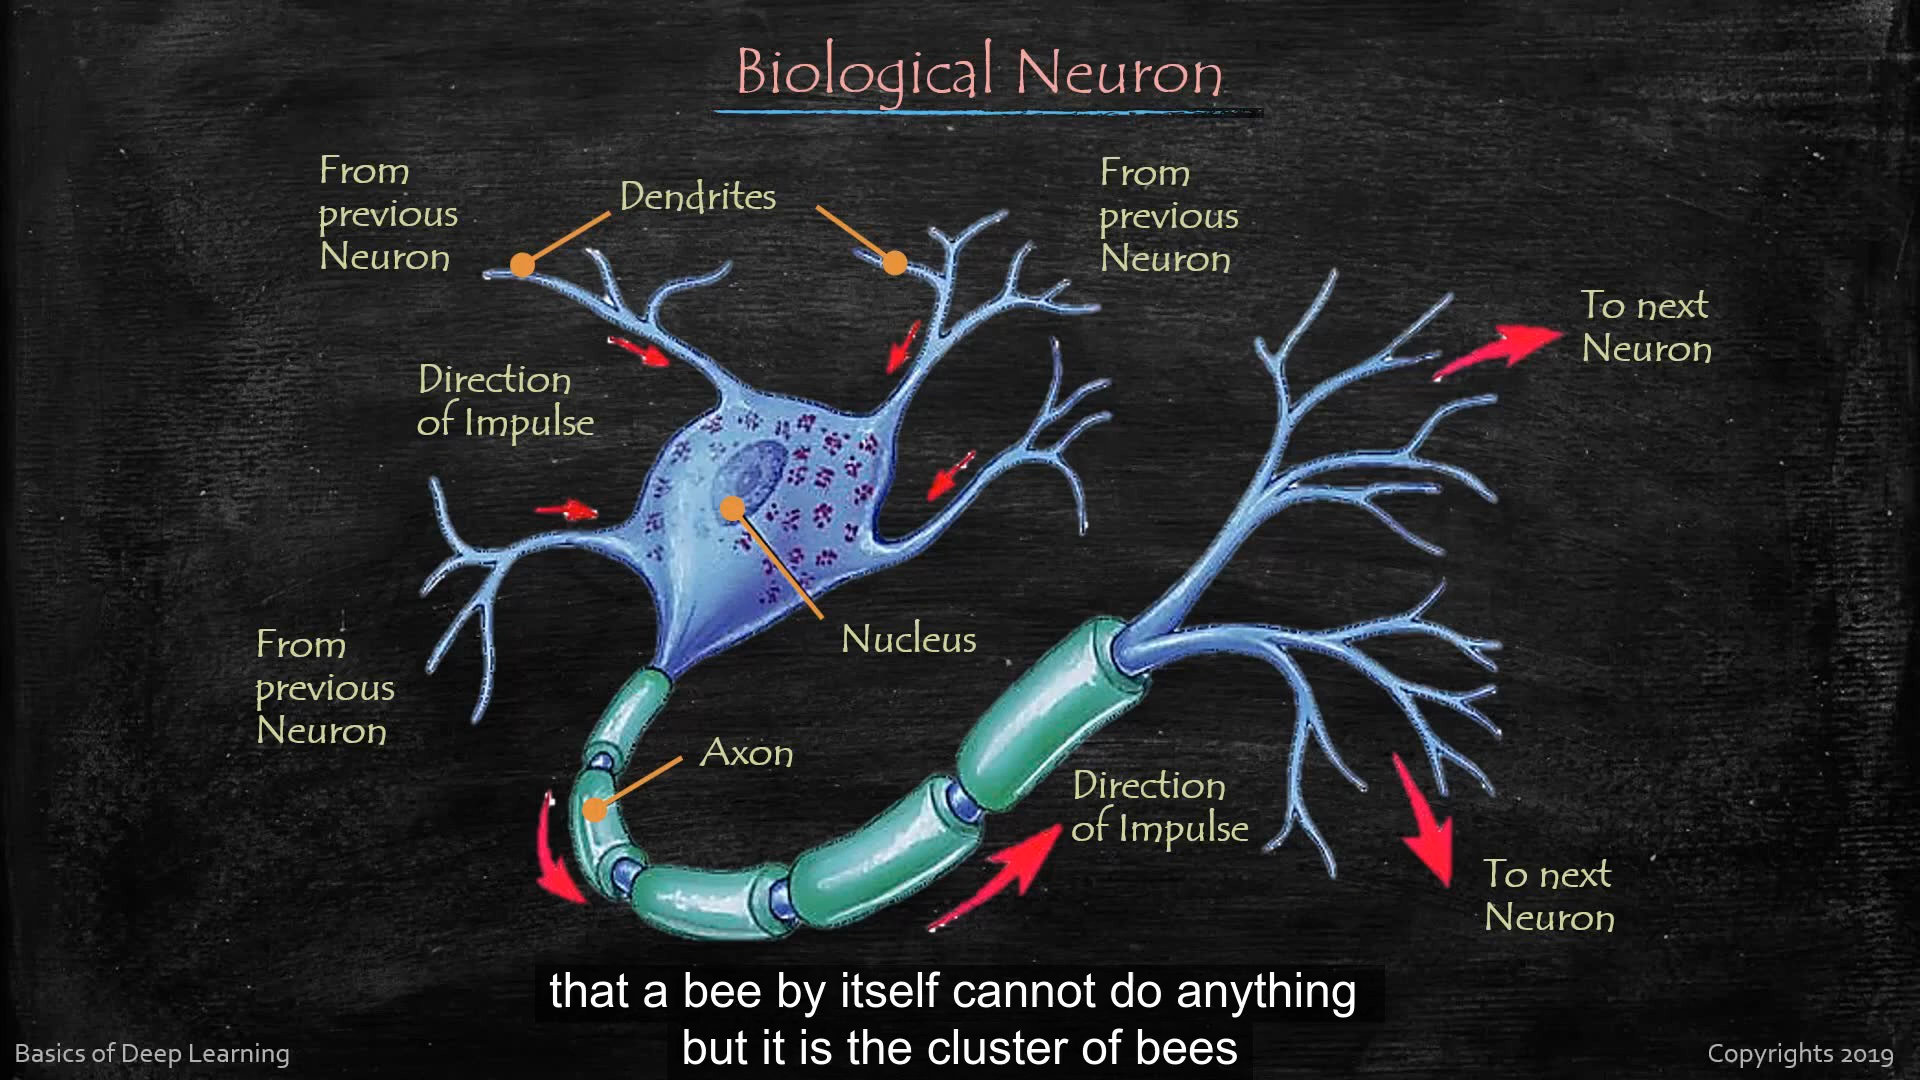 Biological Neuron
From
previous
Neuron
Dendrites
From
previous
Neuron
To next
Neuron
Direction
of Impulse
Nucleus
From
previous
Neuron
Axon
Direction
of Impulse
To next
Neuron
that a bee by itself cannot do anything
but it is the cluster of bees
Basics of Deep Learning
Copyrights 2019